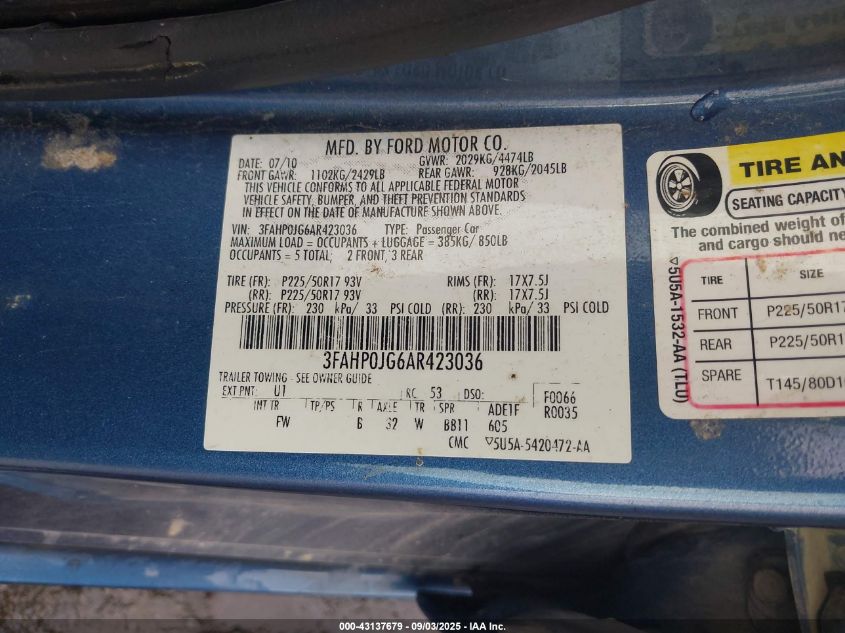 MFD. BY FORD MOTOR CO.
DATE: 07/10 GVWR: 2029KG/4474LB
FRONT GAWR: 1102KG/2429LB REAR GAWR: 928KG/2045LB
THIS VEHICLE CONFORMS TO ALL APPLICABLE FEDERAL MOTOR
VEHICLE SAFETY, BUMPER, AND THEFT PREVENTION STANDARDS
IN EFFECT ON THE DATE OF MANUFACTURE SHOWN ABOVE.
VIN: 3FAHP0JG6AR423036 TYPE: Passenger Car
MAXIMUM LOAD = OCCUPANTS + LUGGAGE = 385KG/ 850LB
OCCUPANTS = 5 TOTAL; 2 FRONT, 3 REAR
TIRE (FR): P225/50R17 93V RIMS (FR): 17X7.5J
(RR): P225/50R17 93V (RR): 17X7.5J
PRESSURE (FR): 230 kPa/ 33 PSI COLD (RR): 230 kPa/ 33 PSI COLD
3FAHP0JG6AR423036
TRAILER TOWING - SEE OWNER GUIDE
EXT PNT: U1 RC: 53 DSO: F0066
INT TR TP/PS R AXLE TR SPR ADE1F R0035
FW 6 W BB11 605
CMC ▽5U5A-5420472-AA
TIRE AN
SEATING CAPACITY
The combined weight of
and cargo should ne
TIRE SIZE
FRONT P225/50R17
REAR P225/50R1
SPARE T145/80D1
▽5U5A-1532-AA (TLU)
000-43137679 - 09/03/2025 - IAA Inc.